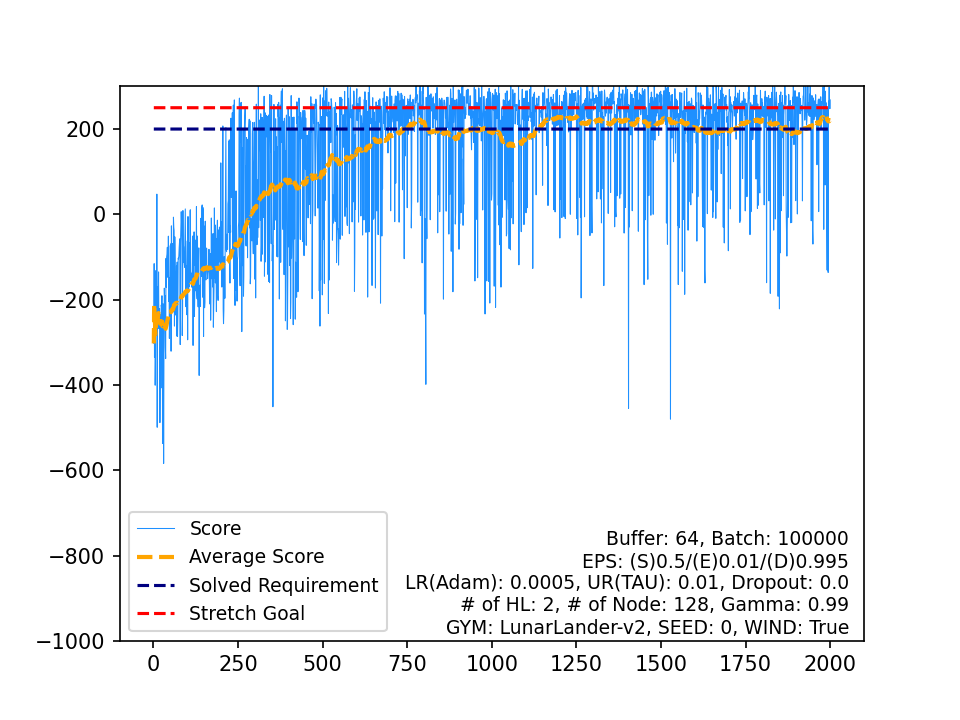 200
0
−200
−400
−600
−800
−1000
Score
Average Score
Solved Requirement
Stretch Goal
Buffer: 64, Batch: 100000
EPS: (S)0.5/(E)0.01/(D)0.995
LR(Adam): 0.0005, UR(TAU): 0.01, Dropout: 0.0
# of HL: 2, # of Node: 128, Gamma: 0.99
GYM: LunarLander-v2, SEED: 0, WIND: True
0 250 500 750 1000 1250 1500 1750 2000